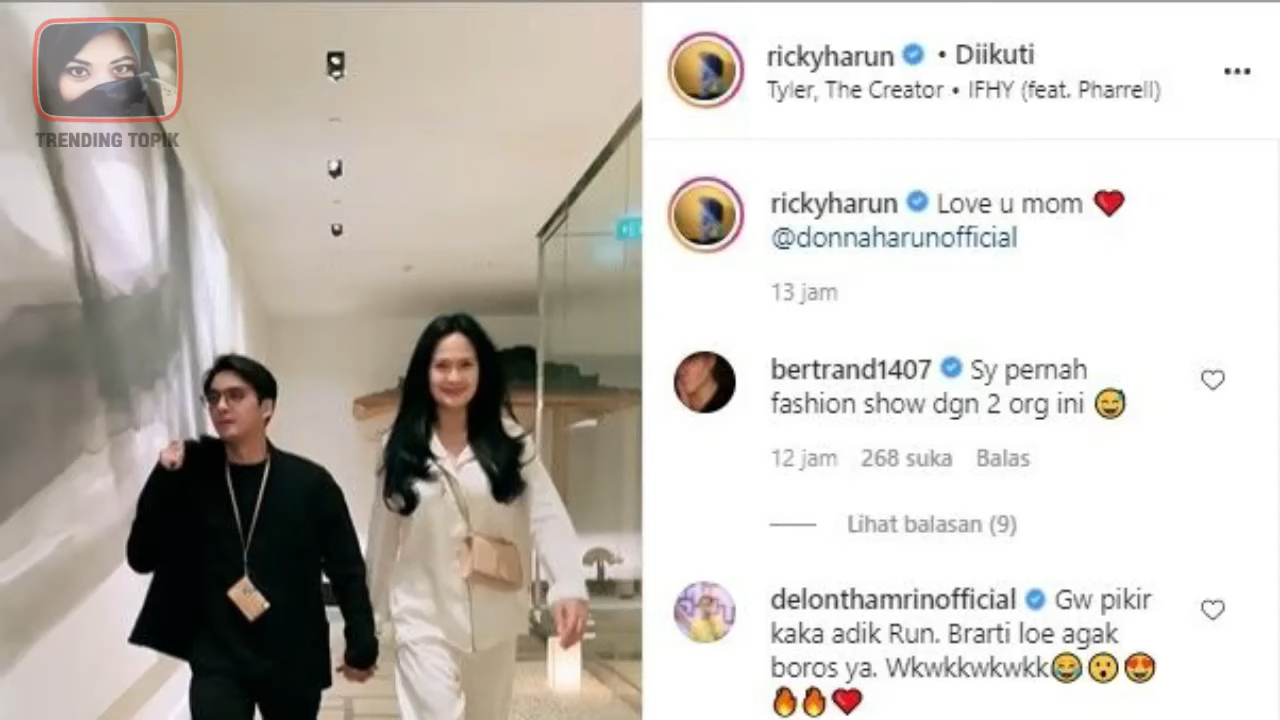 TRENDING TOPIK
rickyharun • Diikuti
Tyler, The Creator • IFHY (feat. Pharrell)
rickyharun Love u mom ❤️
@donnaharunofficial
13 jam
bertrand1407 Sy pernah
fashion show dgn 2 org ini 😅
12 jam 268 suka Balas
Lihat balasan (9)
delonthamrinofficial Gw pikir
kaka adik Run. Brarti loe agak
boros ya. Wkwkkwkwkk😂😮😍
🔥🔥❤️